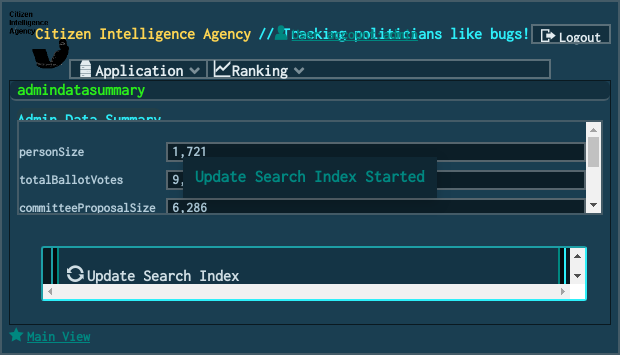 Citizen
Intelligence
Agency
Citizen Intelligence Agency // Tracking politicians like bugs!
Logout
Application
Ranking
admindatasummary
Admin Data Summary
personSize
1,721
totalBallotVotes
9,
Update Search Index Started
committeeProposalSize
6,286
Update Search Index
Main View